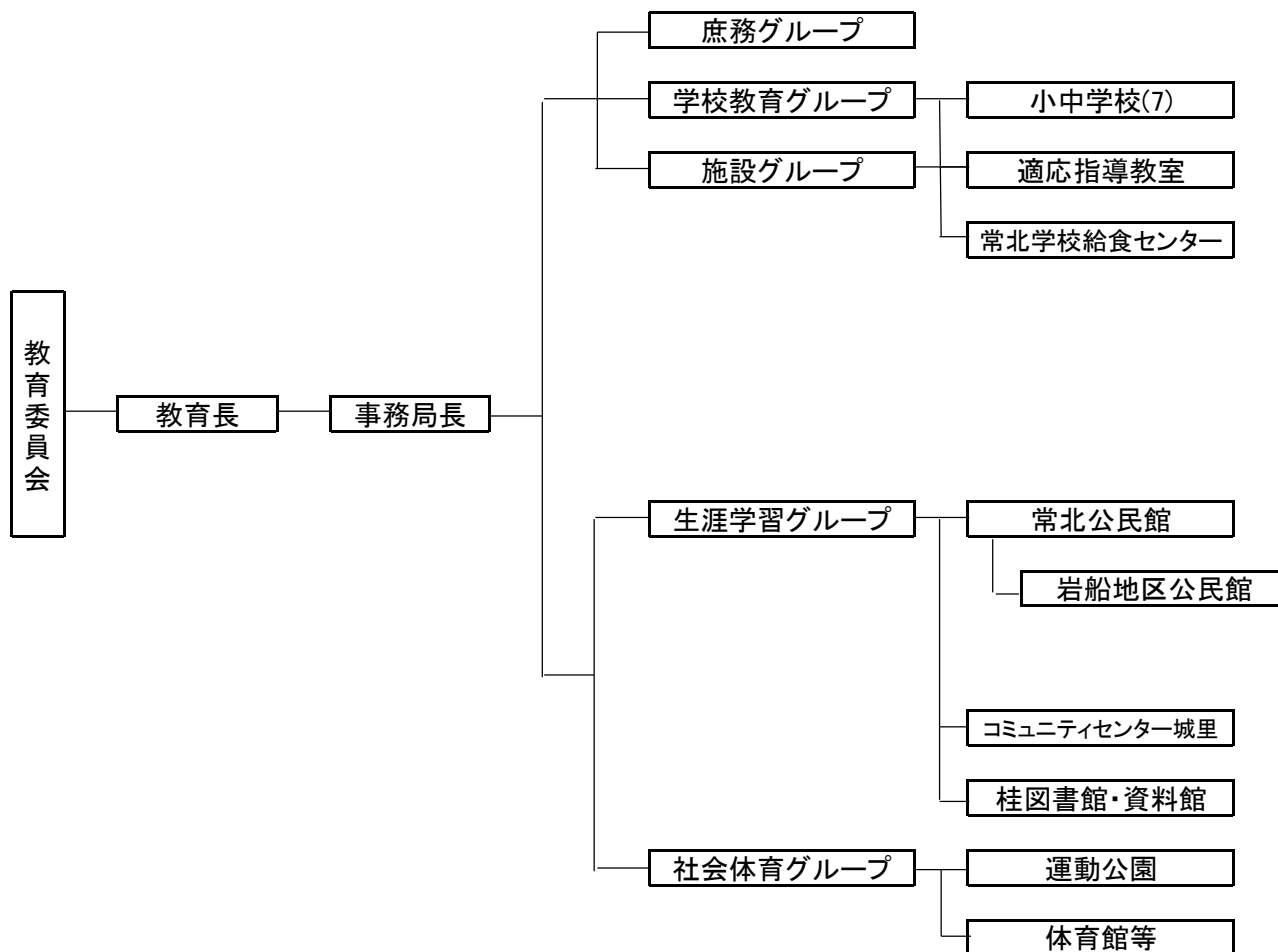 庶務グループ
学校教育グループ
小中学校(7)
施設グループ
適応指導教室
常北学校給食センター
教育委員会
教育長
事務局長
生涯学習グループ
常北公民館
岩船地区公民館
コミュニティセンター城里
桂図書館・資料館
社会体育グループ
運動公園
体育館等